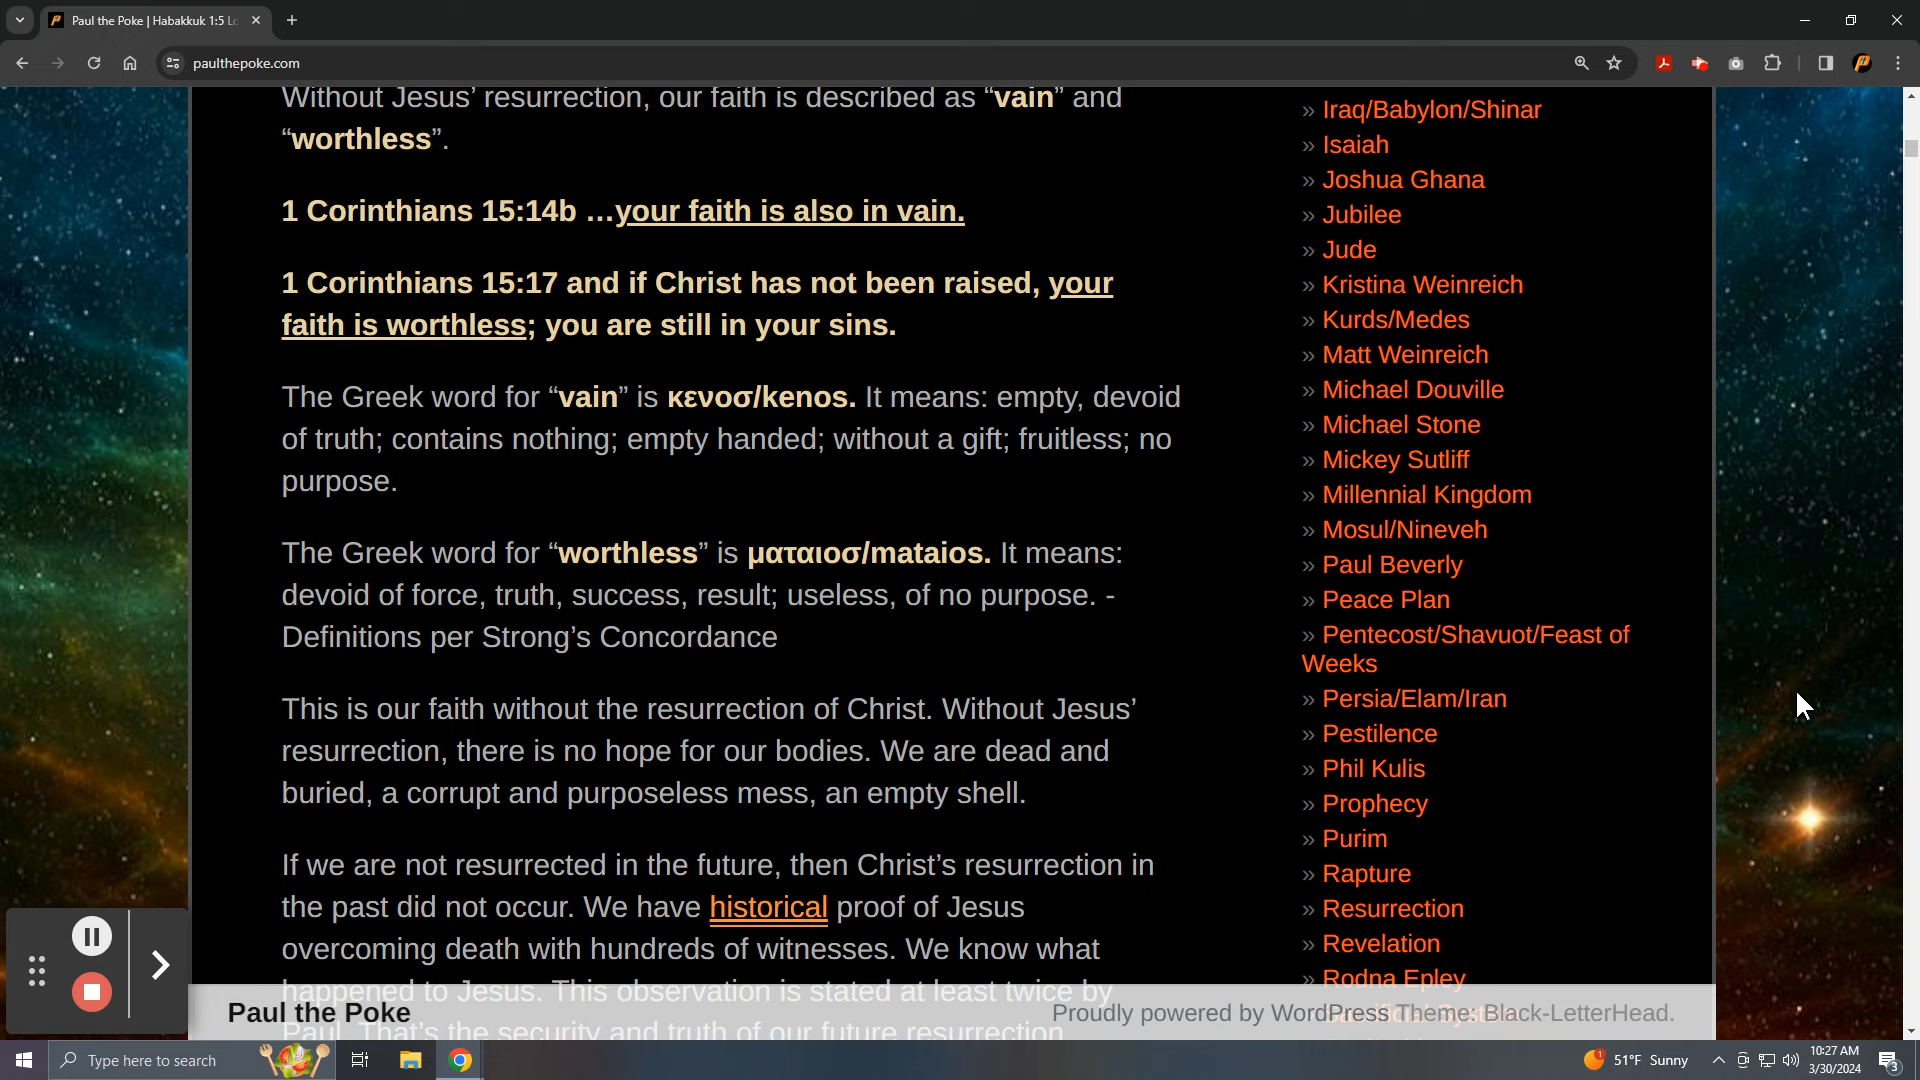 Paul the Poke | Habakkuk 1:5 Lo
paulthepoke.com
Without Jesus’ resurrection, our faith is described as “vain” and
“worthless”.
1 Corinthians 15:14b …your faith is also in vain.
1 Corinthians 15:17 and if Christ has not been raised, your
faith is worthless; you are still in your sins.
The Greek word for “vain” is κενοσ/kenos. It means: empty, devoid
of truth; contains nothing; empty handed; without a gift; fruitless; no
purpose.
The Greek word for “worthless” is ματαιοσ/mataios. It means:
devoid of force, truth, success, result; useless, of no purpose. -
Definitions per Strong’s Concordance
This is our faith without the resurrection of Christ. Without Jesus’
resurrection, there is no hope for our bodies. We are dead and
buried, a corrupt and purposeless mess, an empty shell.
If we are not resurrected in the future, then Christ’s resurrection in
the past did not occur. We have historical proof of Jesus
overcoming death with hundreds of witnesses. We know what
happened to Jesus. This observation is stated at least twice by
Paul. That’s the security and truth of our future resurrection
» Iraq/Babylon/Shinar
» Isaiah
» Joshua Ghana
» Jubilee
» Jude
» Kristina Weinreich
» Kurds/Medes
» Matt Weinreich
» Michael Douville
» Michael Stone
» Mickey Sutliff
» Millennial Kingdom
» Mosul/Nineveh
» Paul Beverly
» Peace Plan
» Pentecost/Shavuot/Feast of
Weeks
» Persia/Elam/Iran
» Pestilence
» Phil Kulis
» Prophecy
» Purim
» Rapture
» Resurrection
» Revelation
» Rodna Epley
Paul the Poke
Proudly powered by WordPress Theme: Black-LetterHead.
Type here to search
1
51°F Sunny
10:27 AM
3/30/2024
3